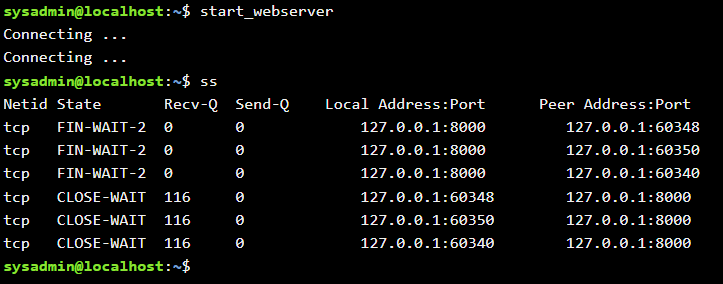 sysadmin@localhost:~$ start_webserver
Connecting ...
Connecting ...
sysadmin@localhost:~$ ss
Netid State Recv-Q Send-Q Local Address:Port Peer Address:Port
tcp FIN-WAIT-2 0 0 127.0.0.1:8000 127.0.0.1:60348
tcp FIN-WAIT-2 0 0 127.0.0.1:8000 127.0.0.1:60350
tcp FIN-WAIT-2 0 0 127.0.0.1:8000 127.0.0.1:60340
tcp CLOSE-WAIT 116 0 127.0.0.1:60348 127.0.0.1:8000
tcp CLOSE-WAIT 116 0 127.0.0.1:60350 127.0.0.1:8000
tcp CLOSE-WAIT 116 0 127.0.0.1:60340 127.0.0.1:8000
sysadmin@localhost:~$